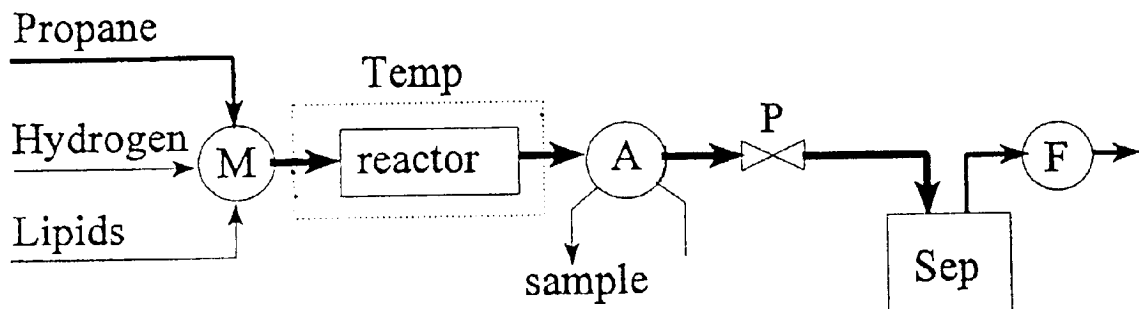 Propane
Temp
Hydrogen
M
reactor
A
P
F
Lipids
sample
Sep